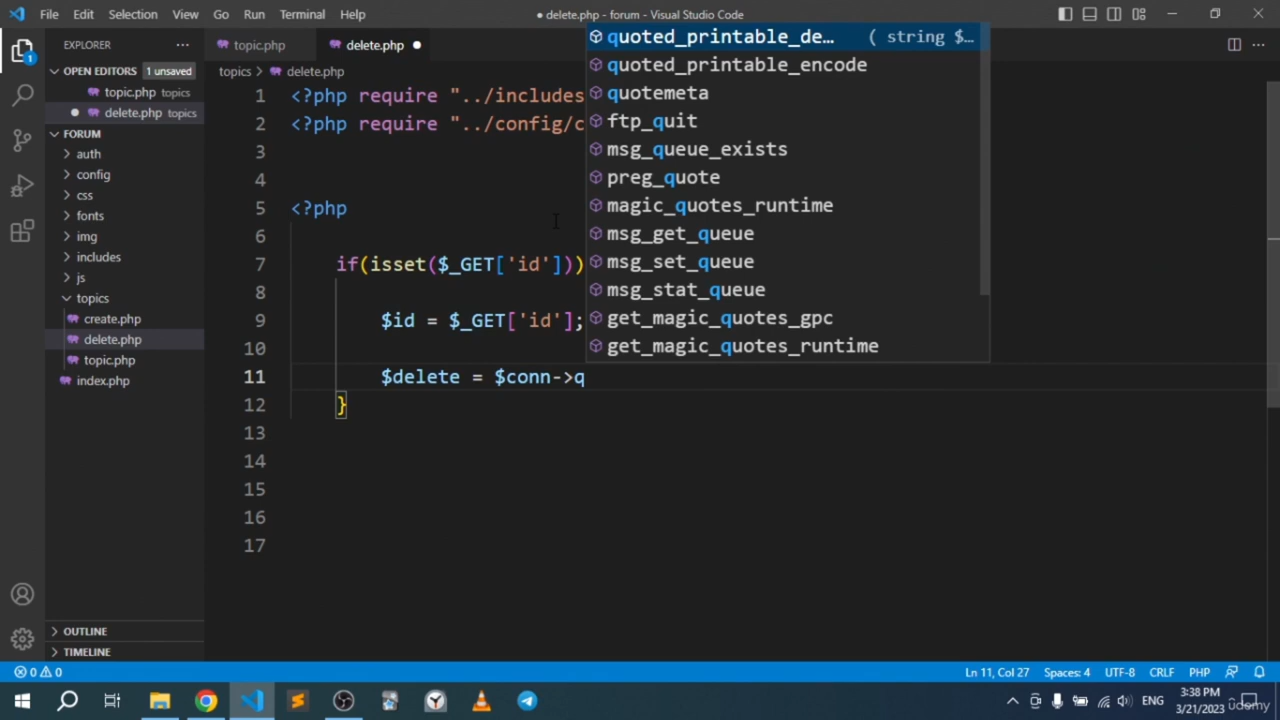 File Edit Selection View Go Run Terminal Help
● delete.php - forum - Visual Studio Code
EXPLORER
topic.php
delete.php
OPEN EDITORS 1 unsaved
topic.php topics
delete.php topics
FORUM
auth
config
css
fonts
img
includes
js
topics
create.php
delete.php
topic.php
index.php
OUTLINE
TIMELINE
topics > delete.php
1 <?php require "../includes
2 <?php require "../config/c
3
4
5 <?php
6
7 if(isset($_GET['id']))
8
9 $id = $_GET['id'];
10
11 $delete = $conn->q
12 }
13
14
15
16
17
quoted_printable_de… ( string $…
quoted_printable_encode
quotemeta
ftp_quit
msg_queue_exists
preg_quote
magic_quotes_runtime
msg_get_queue
msg_set_queue
msg_stat_queue
get_magic_quotes_gpc
get_magic_quotes_runtime
0 0
Ln 11, Col 27 Spaces: 4 UTF-8 CRLF PHP
ENG
3:38 PM
3/21/2023
udemy